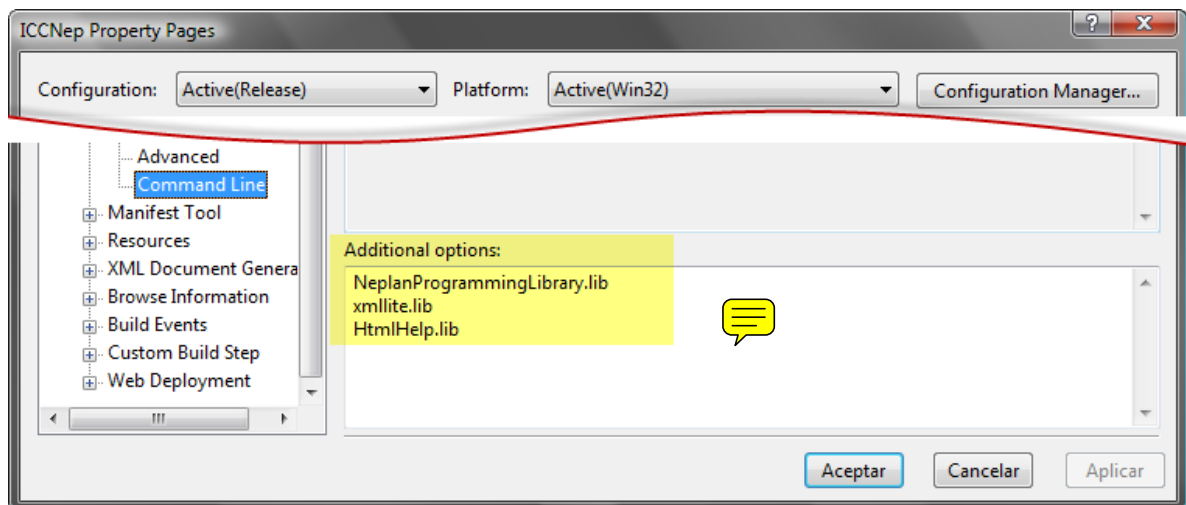 ICCNep Property Pages
Configuration: Active(Release) Platform: Active(Win32) Configuration Manager...
Advanced
Command Line
Manifest Tool
Resources
XML Document Genera
Browse Information
Build Events
Custom Build Step
Web Deployment
Additional options:
NeplanProgrammingLibrary.lib
xmllite.lib
HtmlHelp.lib
Aceptar Cancelar Aplicar